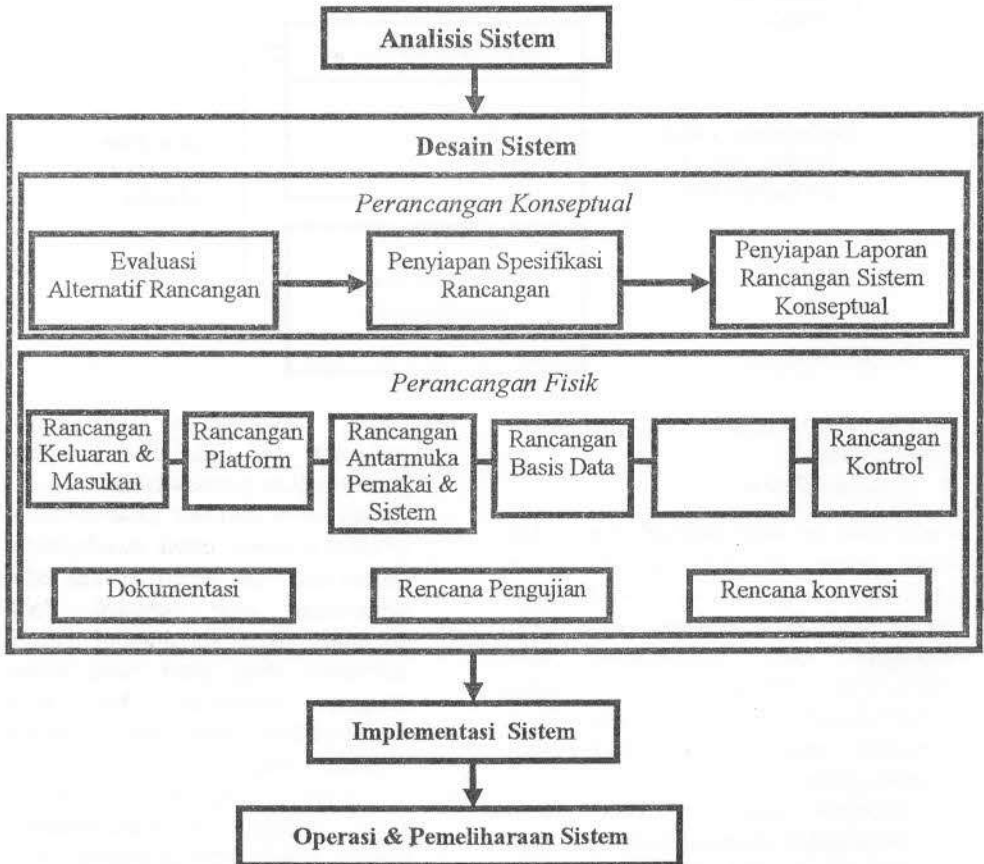 Analisis Sistem
Desain Sistem
Perancangan Konseptual
Evaluasi
Alternatif Rancangan
Penyiapan Spesifikasi
Rancangan
Penyiapan Laporan
Rancangan Sistem
Konseptual
Perancangan Fisik
Rancangan
Keluaran &
Masukan
Rancangan
Platform
Rancangan
Antarmuka
Pemakai &
Sistem
Rancangan
Basis Data
Rancangan
Kontrol
Dokumentasi
Rencana Pengujian
Rencana konversi
Implementasi Sistem
Operasi & Pemeliharaan Sistem